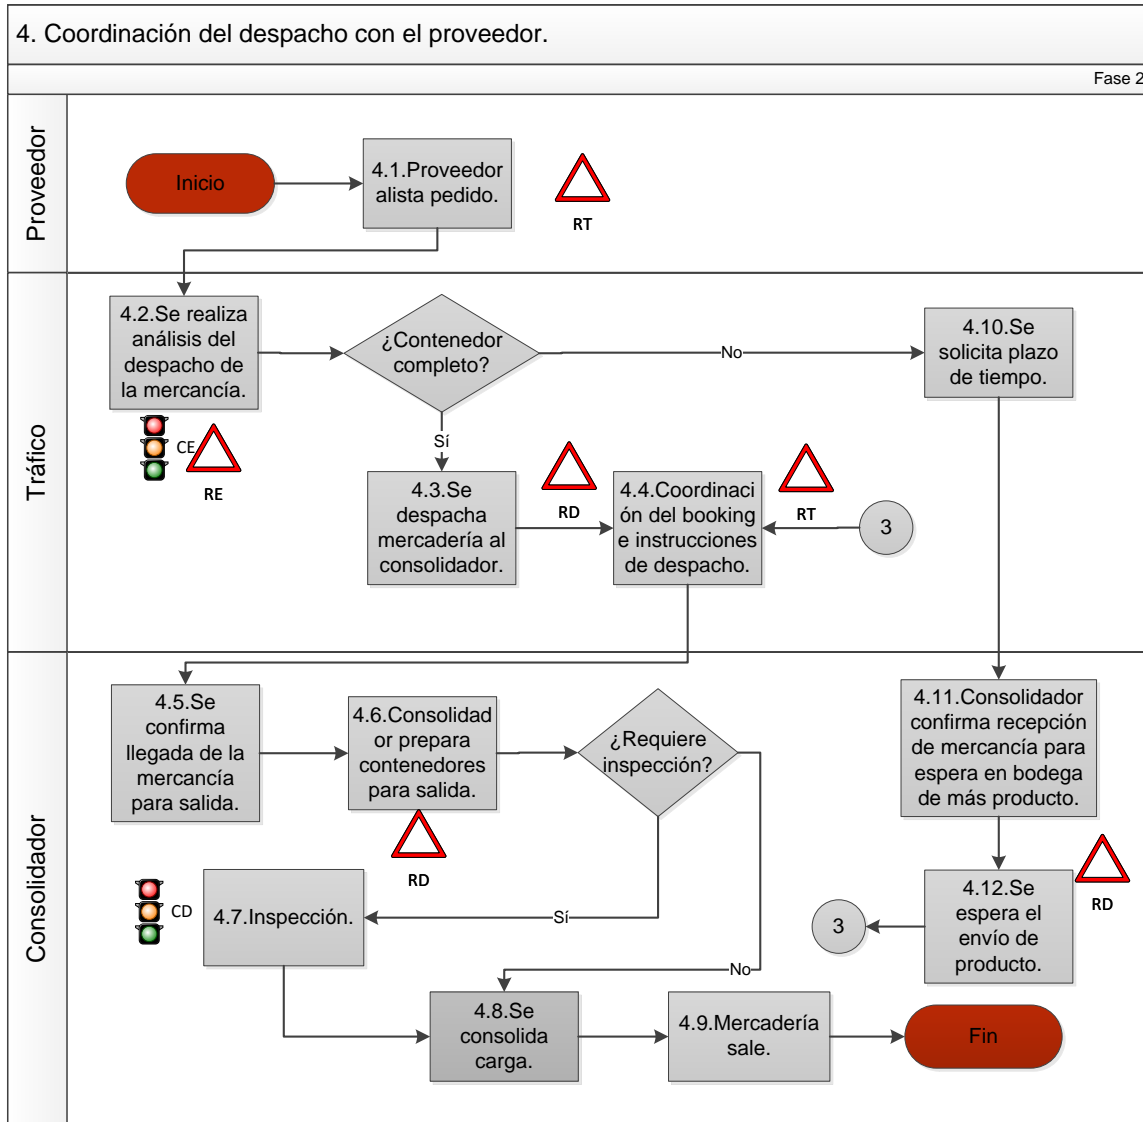 4. Coordinación del despacho con el proveedor.
Fase 2
Proveedor
Inicio
4.1.Proveedor
alista pedido.
RT
Tráfico
4.2.Se realiza
análisis del
despacho de
la mercancía.
CE
RE
¿Contenedor
completo?
No
4.10.Se
solicita plazo
de tiempo.
Sí
4.3.Se
despacha
mercadería al
consolidador.
RD
4.4.Coordinaci
ón del booking
e instrucciones
de despacho.
RT
3
Consolidador
4.5.Se
confirma
llegada de la
mercancía
para salida.
4.6.Consolidad
or prepara
contenedores
para salida.
RD
¿Requiere
inspección?
4.11.Consolidador
confirma recepción
de mercancía para
espera en bodega
de más producto.
CD
4.7.Inspección.
Sí
No
3
4.12.Se
espera el
envío de
producto.
RD
4.8.Se
consolida
carga.
4.9.Mercadería
sale.
Fin